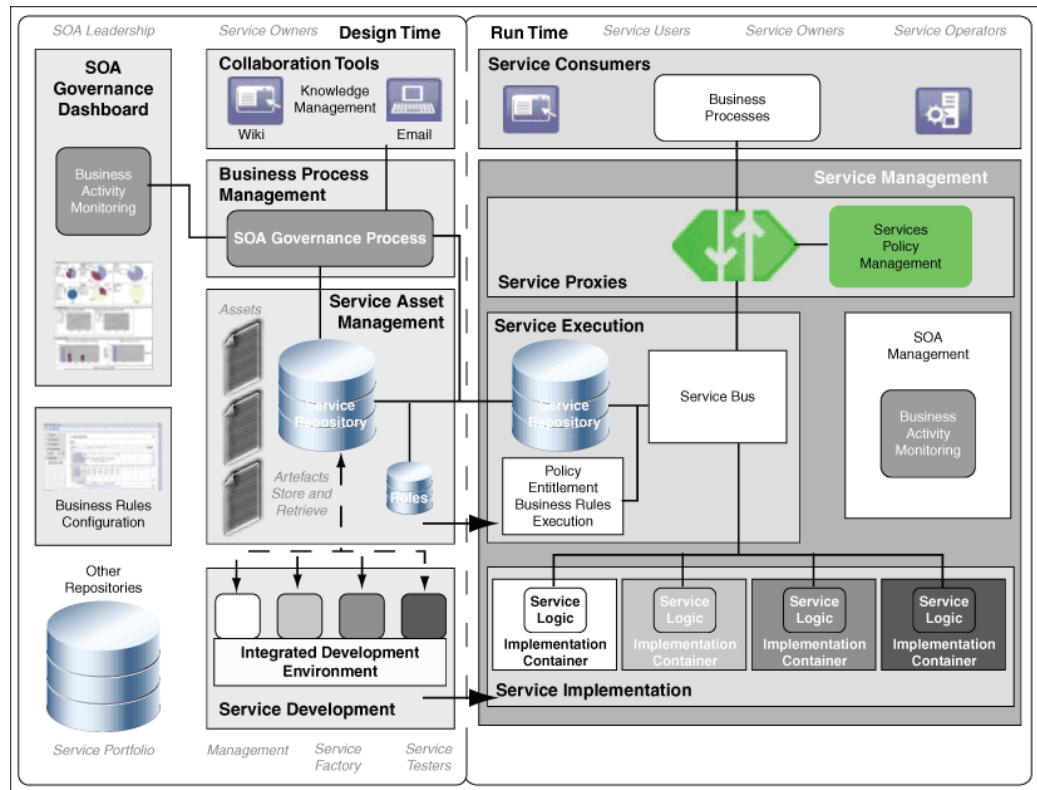 SOA Leadership
Service Owners
Design Time
Run Time
Service Users
Service Owners
Service Operators
SOA
Governance
Dashboard
Business
Activity
Monitoring
Business Rules
Configuration
Other
Repositories
Service Portfolio
Collaboration Tools
Knowledge
Management
Wiki
Email
Business Process
Management
SOA Governance Process
Service Asset
Management
Assets
Service
Repository
Artefacts
Store and
Retrieve
Roles
Integrated Development
Environment
Service Development
Management
Service
Factory
Service
Testers
Service Consumers
Business
Processes
Service Management
Services
Policy
Management
Service Proxies
Service Execution
Service
Repository
Service Bus
Policy
Entitlement
Business Rules
Execution
SOA
Management
Business
Activity
Monitoring
Service
Logic
Implementation
Container
Service
Logic
Implementation
Container
Service
Logic
Implementation
Container
Service
Logic
Implementation
Container
Service Implementation